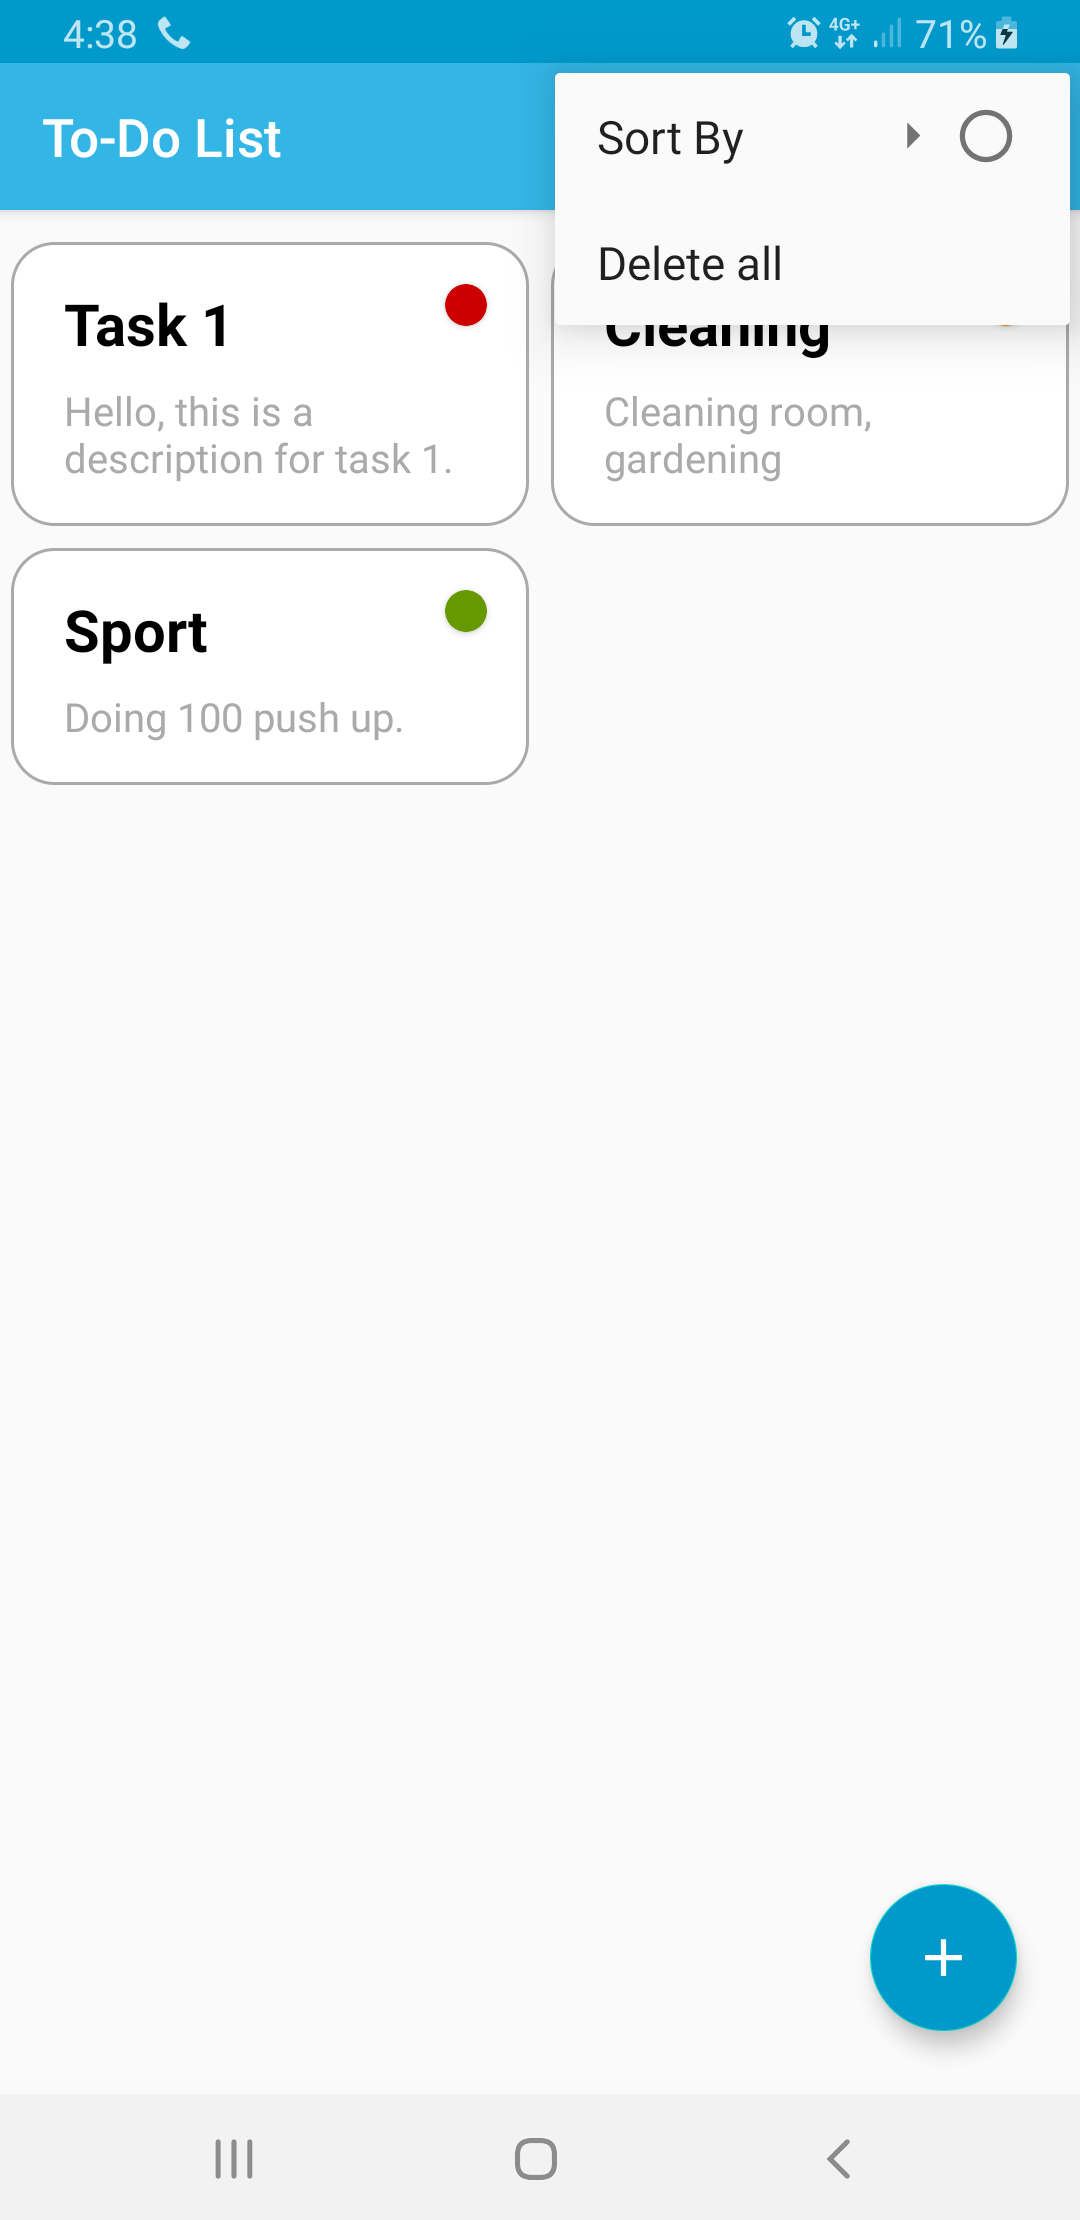 4:38
4G+
71%
To-Do List
Sort By
Delete all
Task 1
Hello, this is a
description for task 1.
Cleaning
Cleaning room,
gardening
Sport
Doing 100 push up.